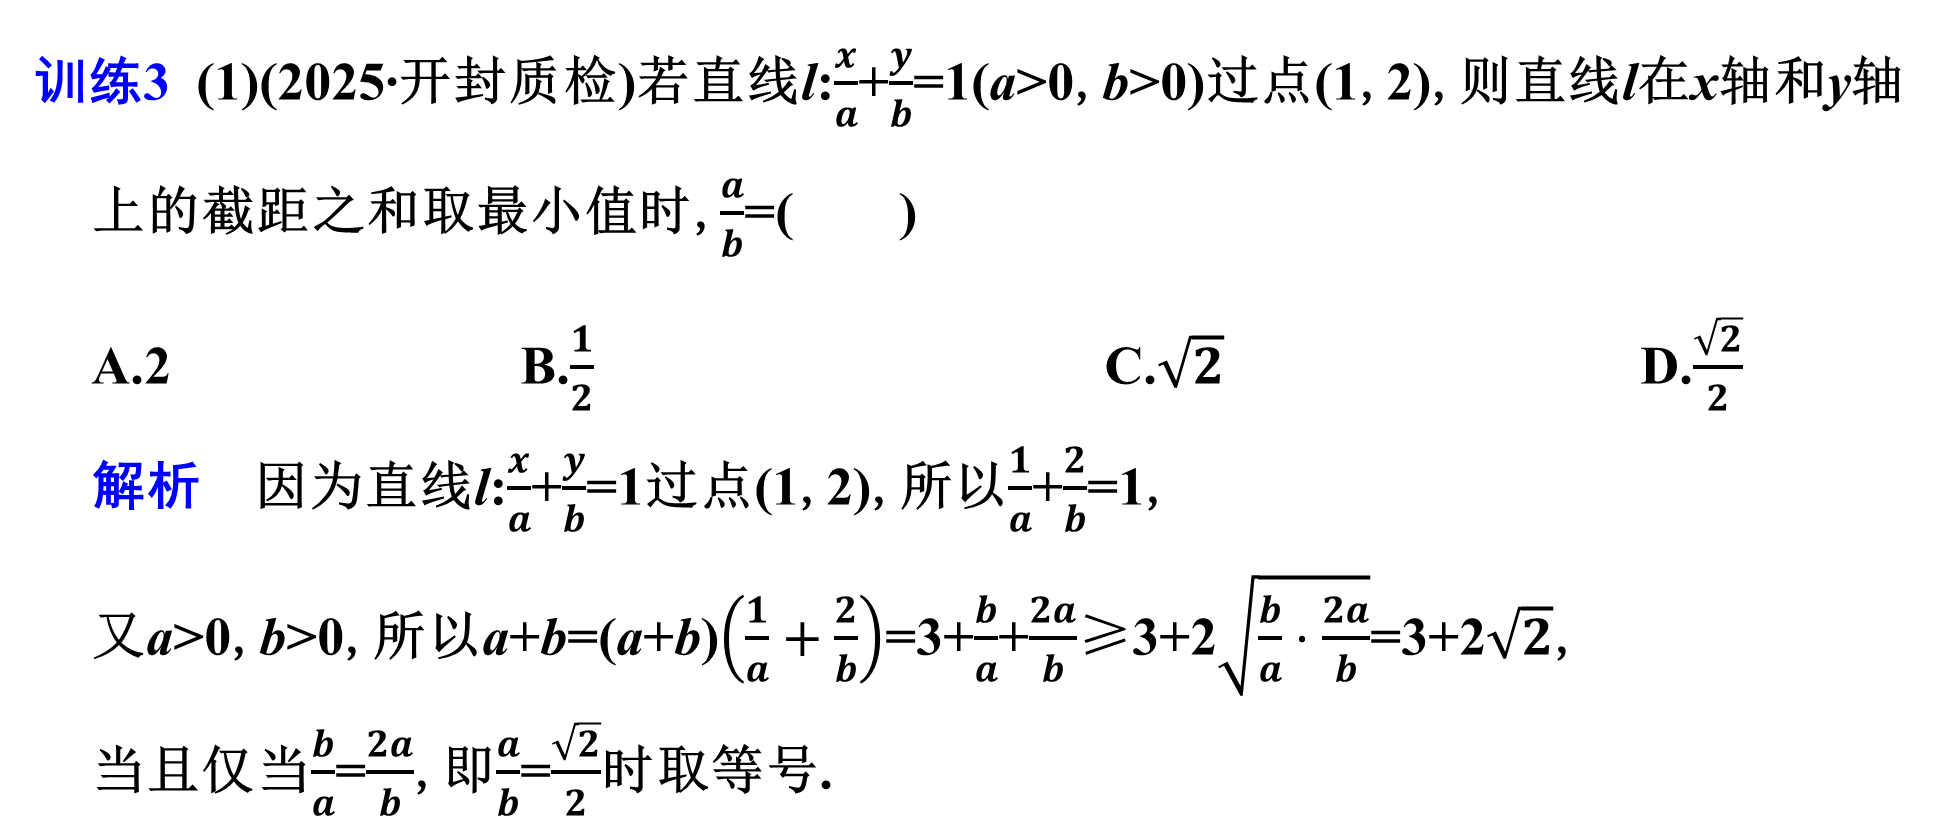 训练3 (1)(2025·开封质检)若直线l:x/a+y/b=1(a>0, b>0)过点(1, 2), 则直线l在x轴和y轴
上的截距之和取最小值时, a/b=(  )
A.2 B.1/2 C.√2 D.√2/2
解析 因为直线l:x/a+y/b=1过点(1, 2), 所以1/a+2/b=1,
又a>0, b>0, 所以a+b=(a+b)(1/a + 2/b)=3+b/a+2a/b≥3+2√(b/a · 2a/b)=3+2√2,
当且仅当b/a=2a/b, 即a/b=√2/2时取等号.